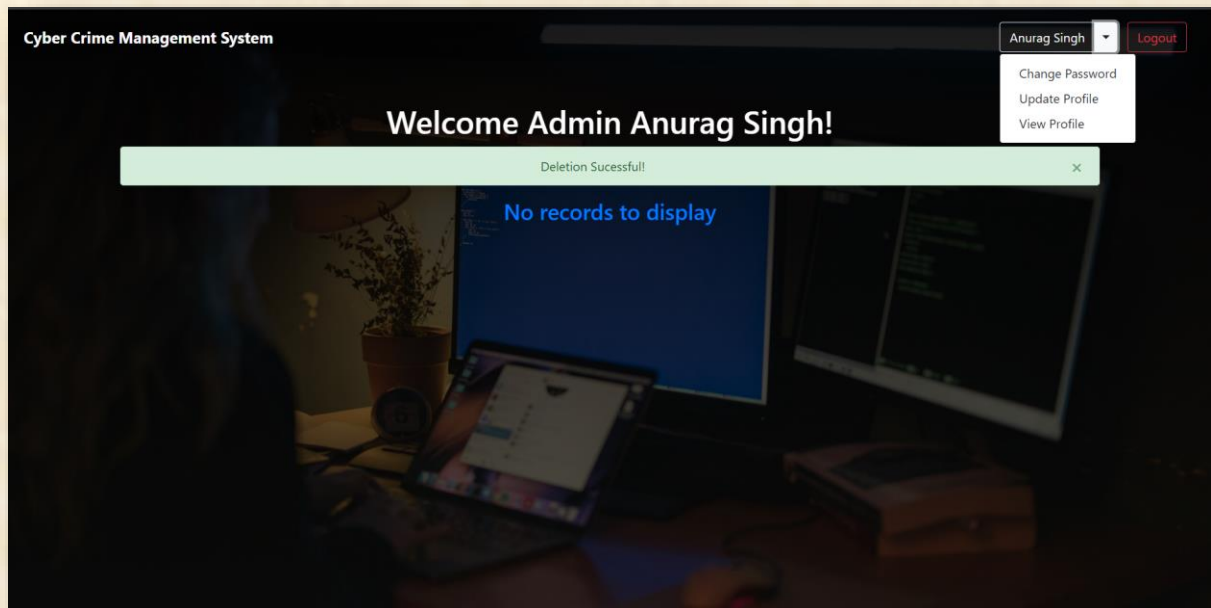 Cyber Crime Management System
Anurag Singh
Logout
Change Password
Update Profile
View Profile
Welcome Admin Anurag Singh!
Deletion Sucessful!
×
No records to display